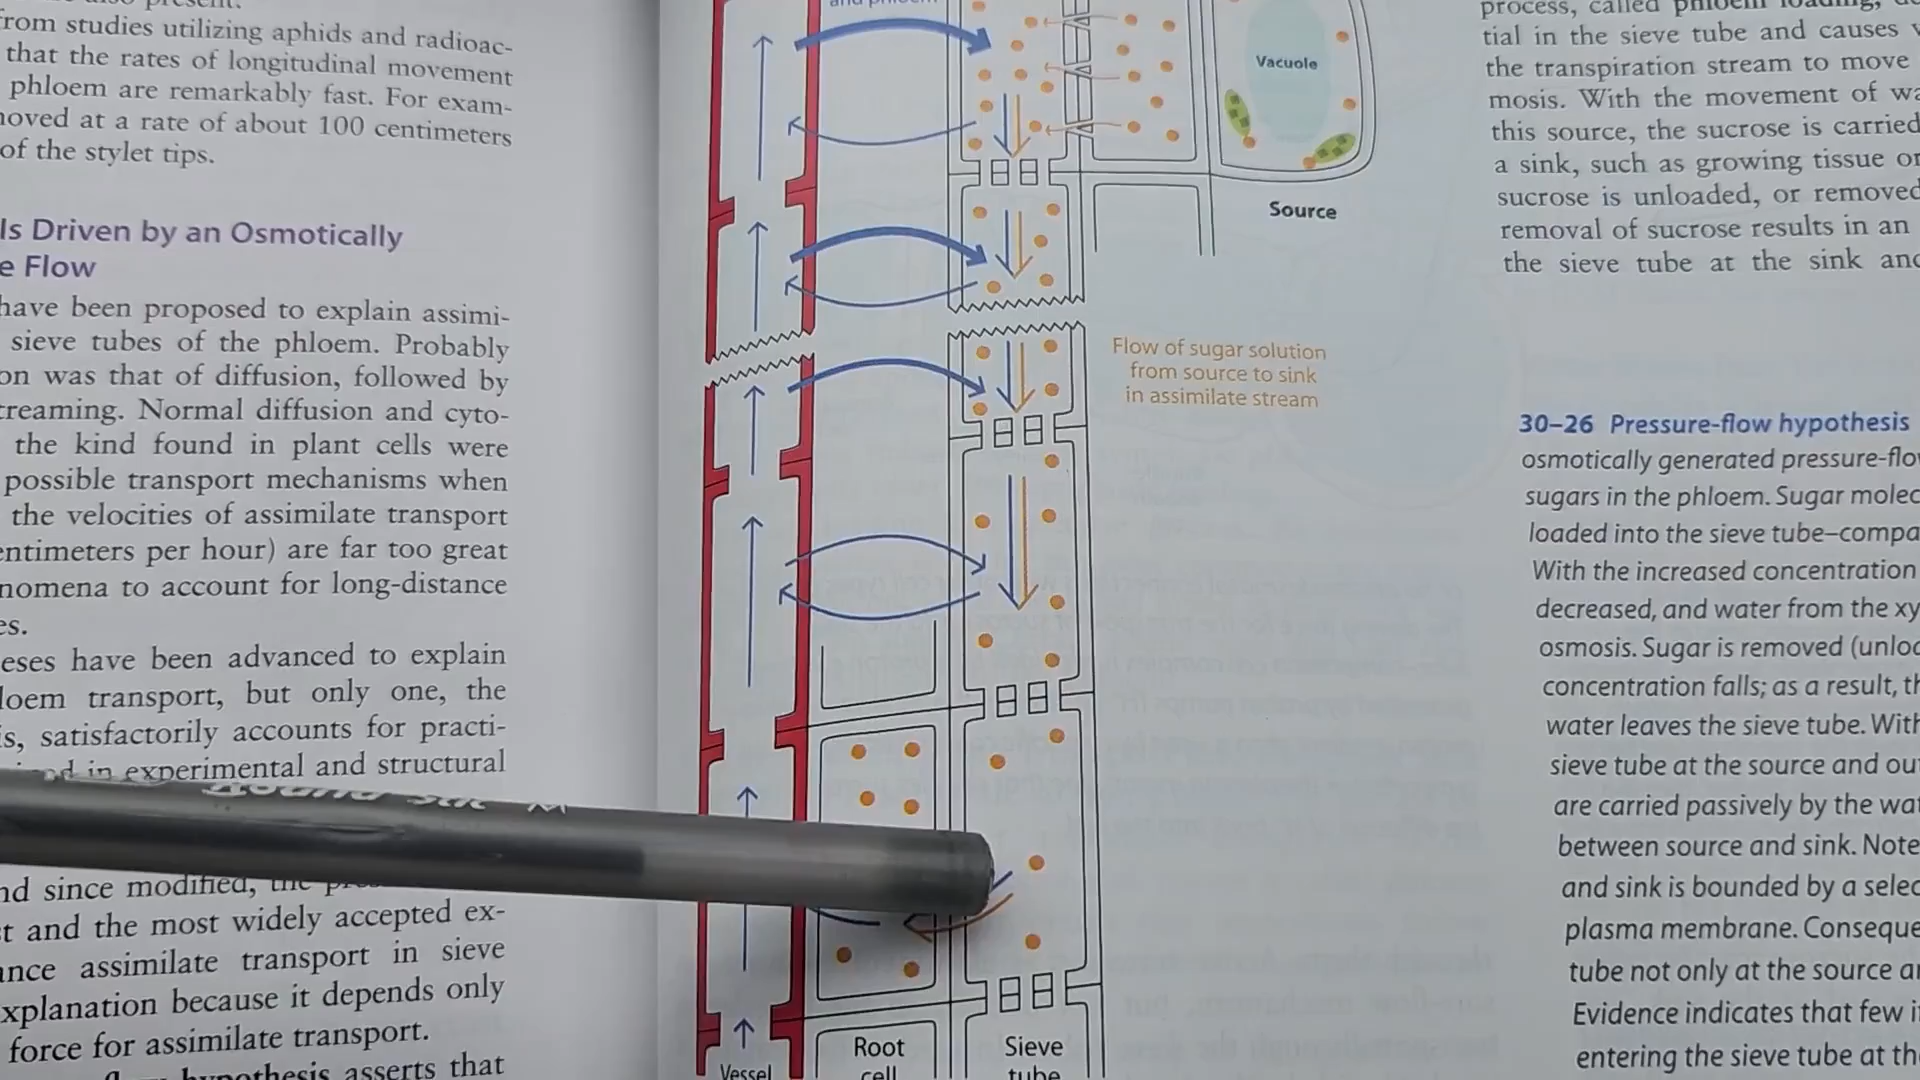 rom studies utilizing aphids and radioac-
that the rates of longitudinal movement
phloem are remarkably fast. For exam-
noved at a rate of about 100 centimeters
of the stylet tips.
ls Driven by an Osmotically
e Flow
have been proposed to explain assimi-
sieve tubes of the phloem. Probably
on was that of diffusion, followed by
treaming. Normal diffusion and cyto-
the kind found in plant cells were
possible transport mechanisms when
the velocities of assimilate transport
entimeters per hour) are far too great
nomena to account for long-distance
es.
eses have been advanced to explain
loem transport, but only one, the
is, satisfactorily accounts for practi-
in experimental and structural
nd since modified, the
t and the most widely accepted ex-
ance assimilate transport in sieve
xplanation because it depends only
force for assimilate transport.
hypothesis asserts that
and phloem
Vacuole
Source
Flow of sugar solution
from source to sink
in assimilate stream
Vessel
Root
cell
Sieve
tube
process, called phloem loading, de
tial in the sieve tube and causes w
the transpiration stream to move
mosis. With the movement of wa
this source, the sucrose is carried
a sink, such as growing tissue or
sucrose is unloaded, or removed
removal of sucrose results in an
the sieve tube at the sink and
30–26 Pressure-flow hypothesis
osmotically generated pressure-flow
sugars in the phloem. Sugar molec
loaded into the sieve tube–compa
With the increased concentration
decreased, and water from the xy
osmosis. Sugar is removed (unloa
concentration falls; as a result, th
water leaves the sieve tube. With
sieve tube at the source and out
are carried passively by the wat
between source and sink. Note
and sink is bounded by a selec
plasma membrane. Conseque
tube not only at the source an
Evidence indicates that few if
entering the sieve tube at the